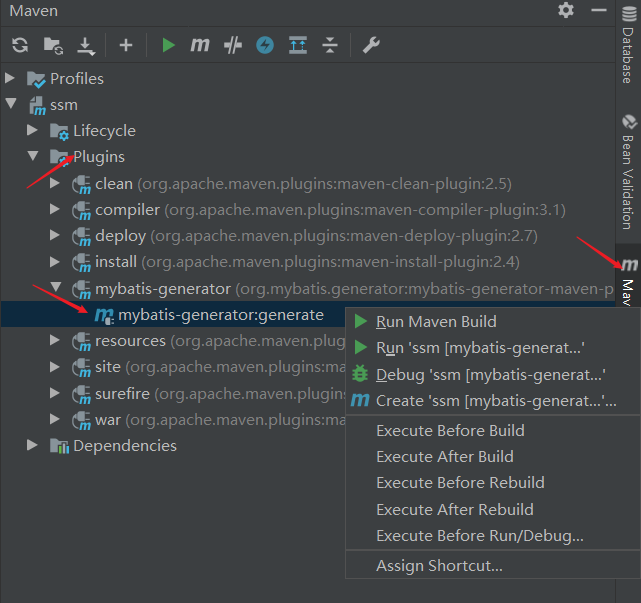 Maven
Profiles
ssm
Lifecycle
Plugins
clean (org.apache.maven.plugins:maven-clean-plugin:2.5)
compiler (org.apache.maven.plugins:maven-compiler-plugin:3.1)
deploy (org.apache.maven.plugins:maven-deploy-plugin:2.7)
install (org.apache.maven.plugins:maven-install-plugin:2.4)
mybatis-generator (org.mybatis.generator:mybatis-generator-maven-p
mybatis-generator:generate
resources (org.apache.maven.plug
site (org.apache.maven.plugins:ma
surefire (org.apache.maven.plugin
war (org.apache.maven.plugins:ma
Dependencies
Run Maven Build
Run 'ssm [mybatis-generat...'
Debug 'ssm [mybatis-generat...'
Create 'ssm [mybatis-generat...'...
Execute Before Build
Execute After Build
Execute Before Rebuild
Execute After Rebuild
Execute Before Run/Debug...
Assign Shortcut...
Database
Bean Validation
m Mav